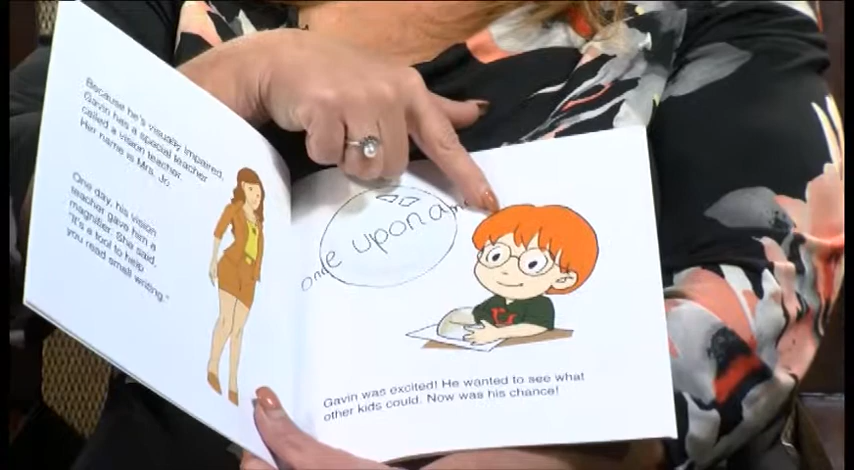 Because he's visually impaired,
Gavin has a special teacher
called a vision teacher.
Her name is Mrs. Jo.
One day, his vision
teacher gave him a
magnifier. She said,
"It's a tool to help
you read small writing."
Once upon a time
Gavin was excited! He wanted to see what
other kids could. Now was his chance!